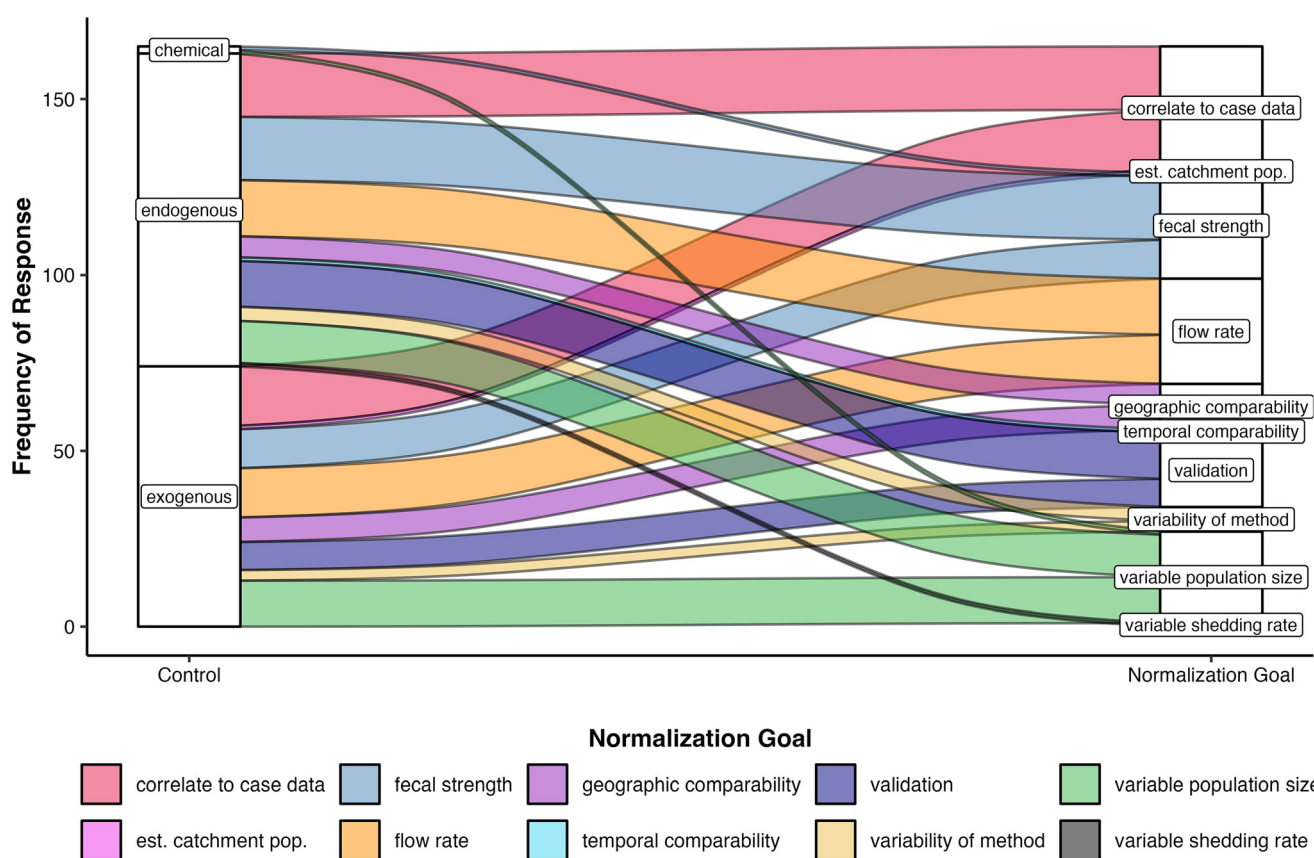 Frequency of Response
150
100
50
0
chemical
endogenous
exogenous
correlate to case data
est. catchment pop.
fecal strength
flow rate
geographic comparability
temporal comparability
validation
variability of method
variable population size
variable shedding rate
Control
Normalization Goal
Normalization Goal
correlate to case data
fecal strength
geographic comparability
validation
variable population size
est. catchment pop.
flow rate
temporal comparability
variability of method
variable shedding rate